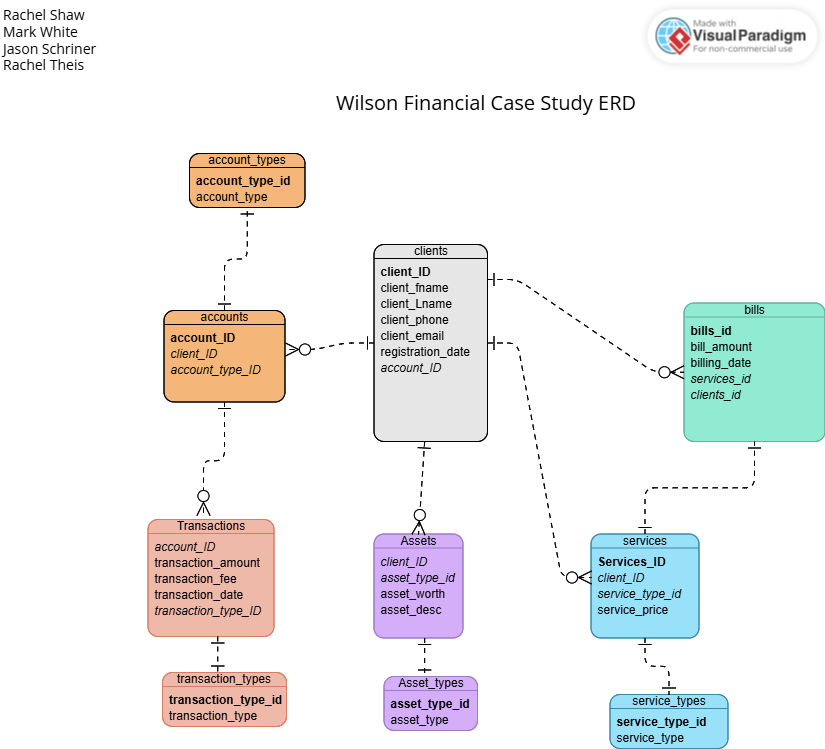 Rachel Shaw
Mark White
Jason Schriner
Rachel Theis
Made with
VisualParadigm
For non-commercial use
Wilson Financial Case Study ERD
account_types
account_type_id
account_type
clients
client_ID
client_fname
client_Lname
client_phone
client_email
registration_date
account_ID
accounts
account_ID
client_ID
account_type_ID
bills
bills_id
bill_amount
billing_date
services_id
clients_id
Transactions
account_ID
transaction_amount
transaction_fee
transaction_date
transaction_type_ID
Assets
client_ID
asset_type_id
asset_worth
asset_desc
services
Services_ID
client_ID
service_type_id
service_price
transaction_types
transaction_type_id
transaction_type
Asset_types
asset_type_id
asset_type
service_types
service_type_id
service_type